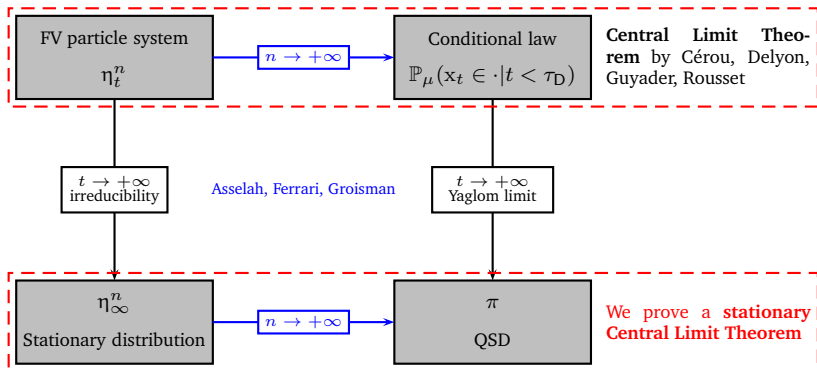 FV particle system
η^n_t
n → +∞
Conditional law
ℙ_μ(x_t ∈ ·|t < τ_D)
Central Limit Theo-
rem by Cérou, Delyon,
Guyader, Rousset
t → +∞
irreducibility
Asselah, Ferrari, Groisman
t → +∞
Yaglom limit
η^n_∞
Stationary distribution
n → +∞
π
QSD
We prove a stationary
Central Limit Theorem